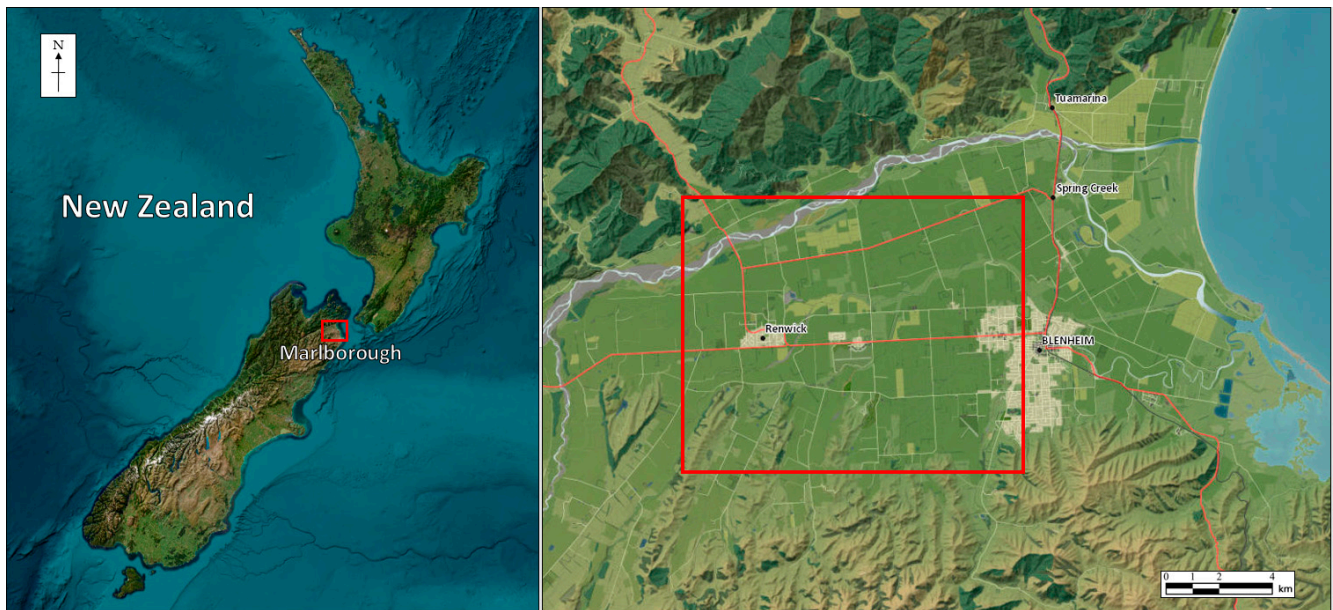 N
New Zealand
Marlborough
Tuamarina
Spring Creek
Renwick
BLENHEIM
0 1 2 4
km